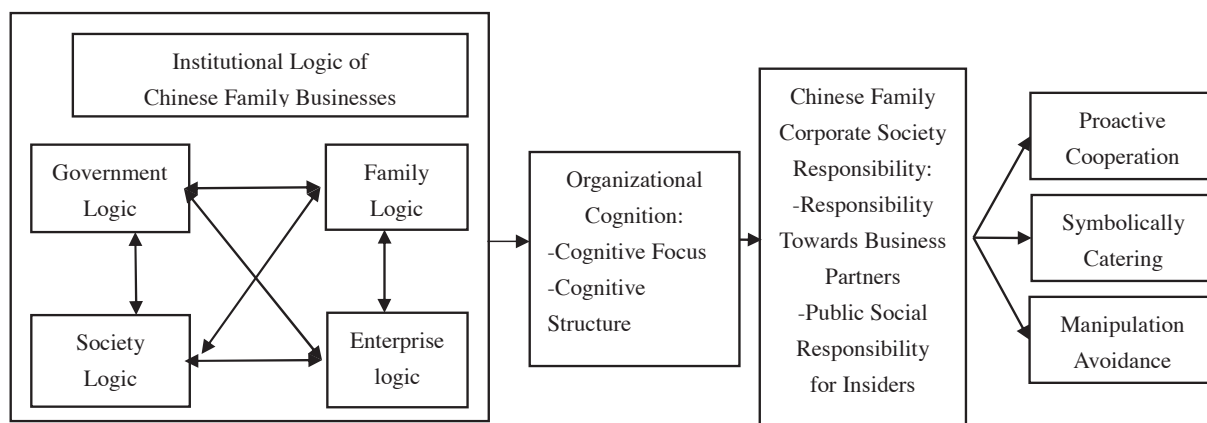 Institutional Logic of
Chinese Family Businesses
Government
Logic
Family
Logic
Society
Logic
Enterprise
logic
Organizational
Cognition:
-Cognitive Focus
-Cognitive
Structure
Chinese Family
Corporate Society
Responsibility:
-Responsibility
Towards Business
Partners
-Public Social
Responsibility
for Insiders
Proactive
Cooperation
Symbolically
Catering
Manipulation
Avoidance